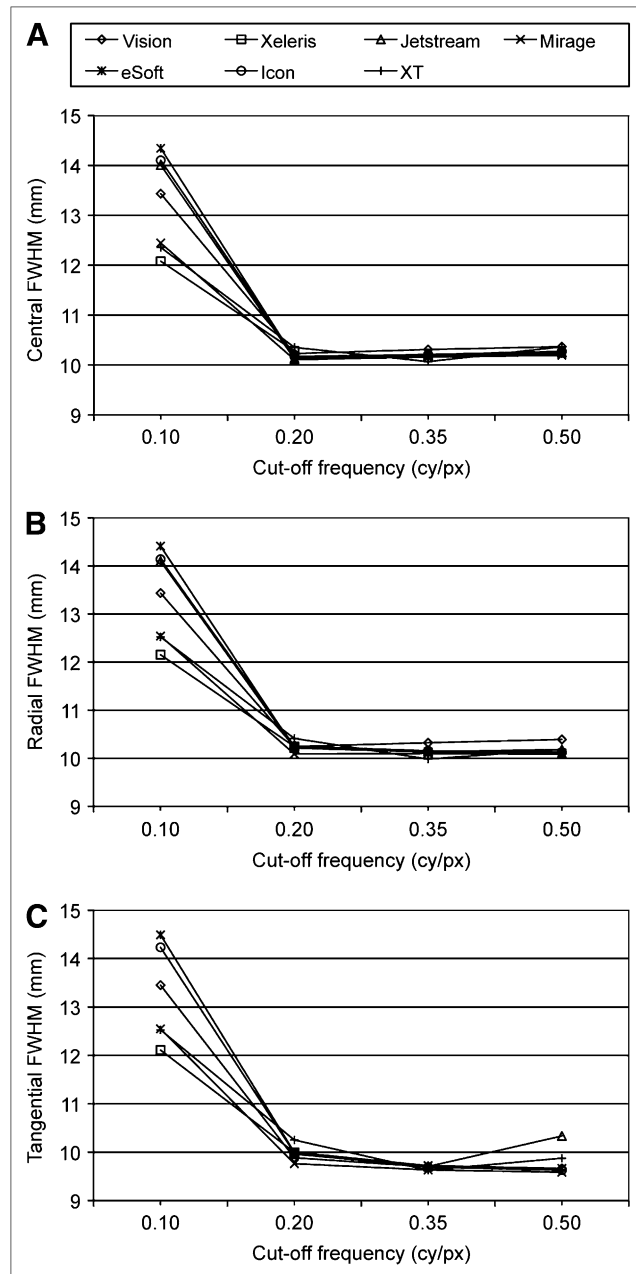 A
Vision Xeleris Jetstream Mirage
eSoft Icon XT
15
14
13
12
11
10
9
Central FWHM (mm)
0.10 0.20 0.35 0.50
Cut-off frequency (cy/px)
B
15
14
13
12
11
10
9
Radial FWHM (mm)
0.10 0.20 0.35 0.50
Cut-off frequency (cy/px)
C
15
14
13
12
11
10
9
Tangential FWHM (mm)
0.10 0.20 0.35 0.50
Cut-off frequency (cy/px)